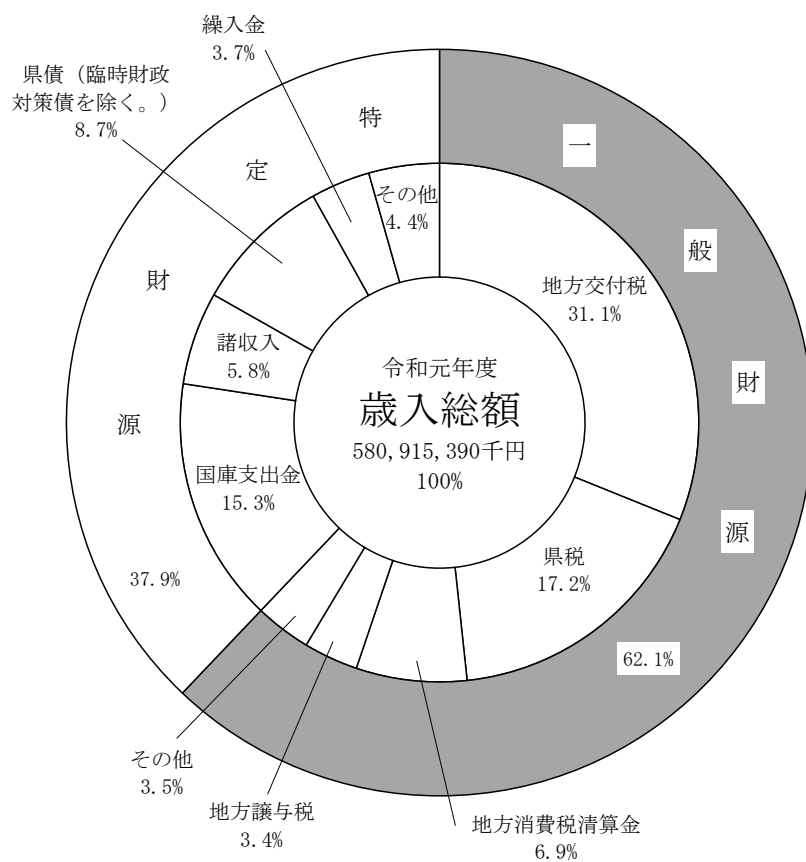 繰入金
3.7%
県債（臨時財政
対策債を除く。）
8.7%
特
定
財
源
37.9%
一
般
財
源
62.1%
その他
4.4%
地方交付税
31.1%
諸収入
5.8%
令和元年度
歳入総額
580,915,390千円
100%
国庫支出金
15.3%
県税
17.2%
その他
3.5%
地方譲与税
3.4%
地方消費税清算金
6.9%